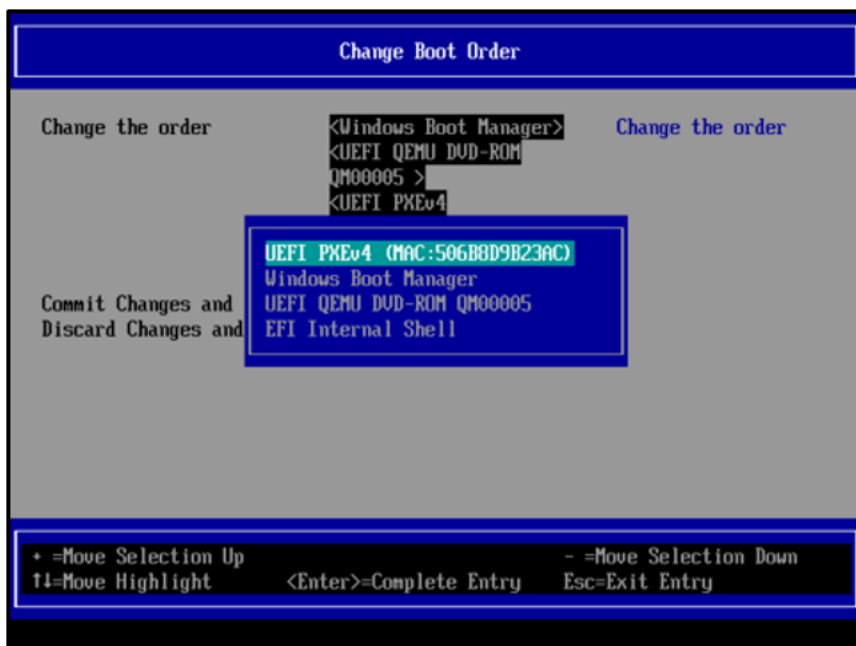 Change Boot Order
Change the order <Windows Boot Manager> Change the order
<UEFI QEMU DVD-ROM
QM00005 >
<UEFI PXEv4
UEFI PXEv4 (MAC:506B8D9B23AC)
Windows Boot Manager
Commit Changes and UEFI QEMU DVD-ROM QM00005
Discard Changes and EFI Internal Shell
+ =Move Selection Up - =Move Selection Down
↑↓=Move Highlight <Enter>=Complete Entry Esc=Exit Entry